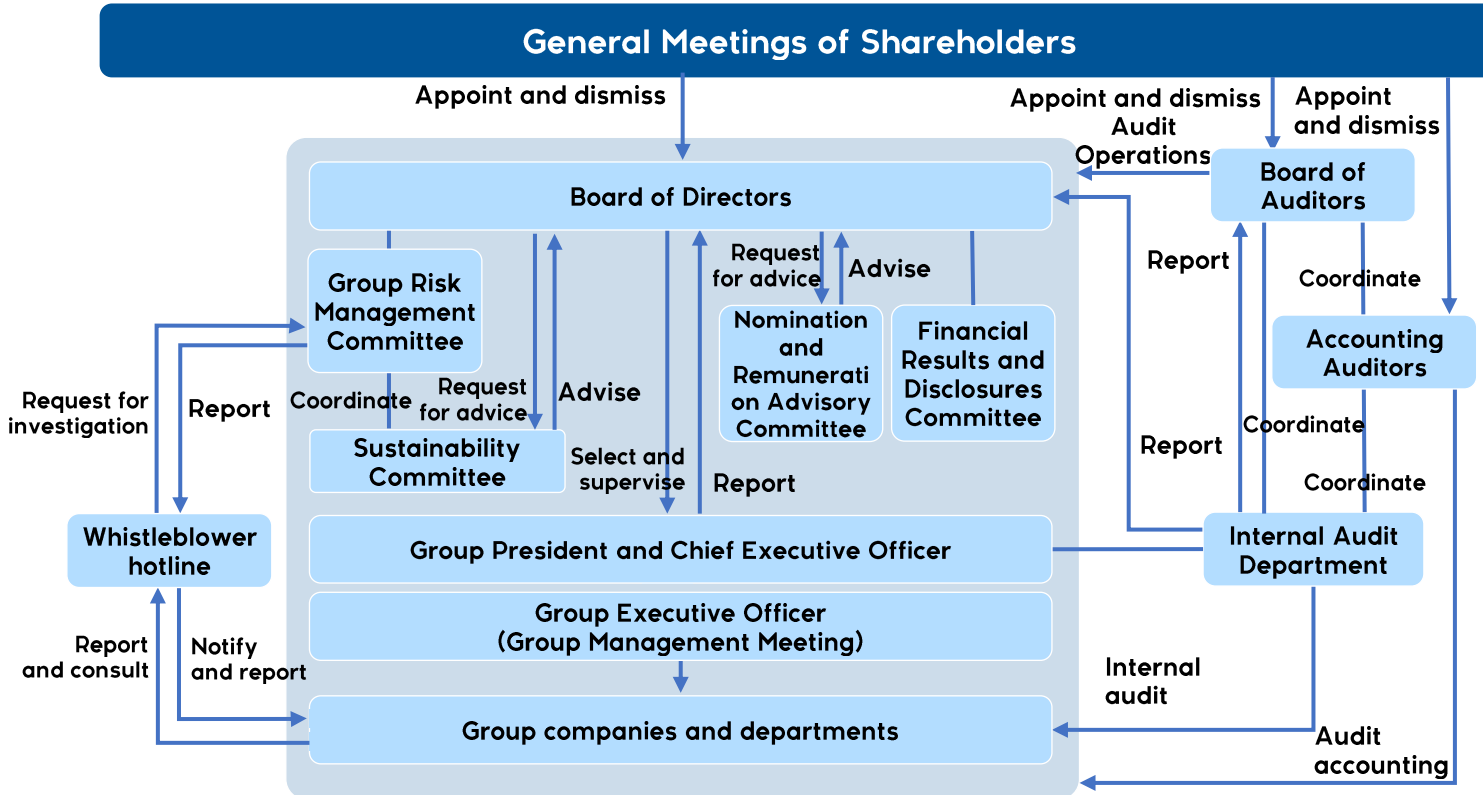 General Meetings of Shareholders
Appoint and dismiss
Appoint and dismiss
Audit
Operations
Appoint
and dismiss
Board of Directors
Board of
Auditors
Group Risk
Management
Committee
Request
for advice
Advise
Report
Coordinate
Nomination
and
Remunerati
on Advisory
Committee
Financial
Results and
Disclosures
Committee
Accounting
Auditors
Request for
investigation
Report
Coordinate
Request
for advice
Advise
Sustainability
Committee
Select and
supervise
Report
Report
Coordinate
Coordinate
Whistleblower
hotline
Group President and Chief Executive Officer
Internal Audit
Department
Group Executive Officer
(Group Management Meeting)
Report
and consult
Notify
and report
Internal
audit
Group companies and departments
Audit
accounting